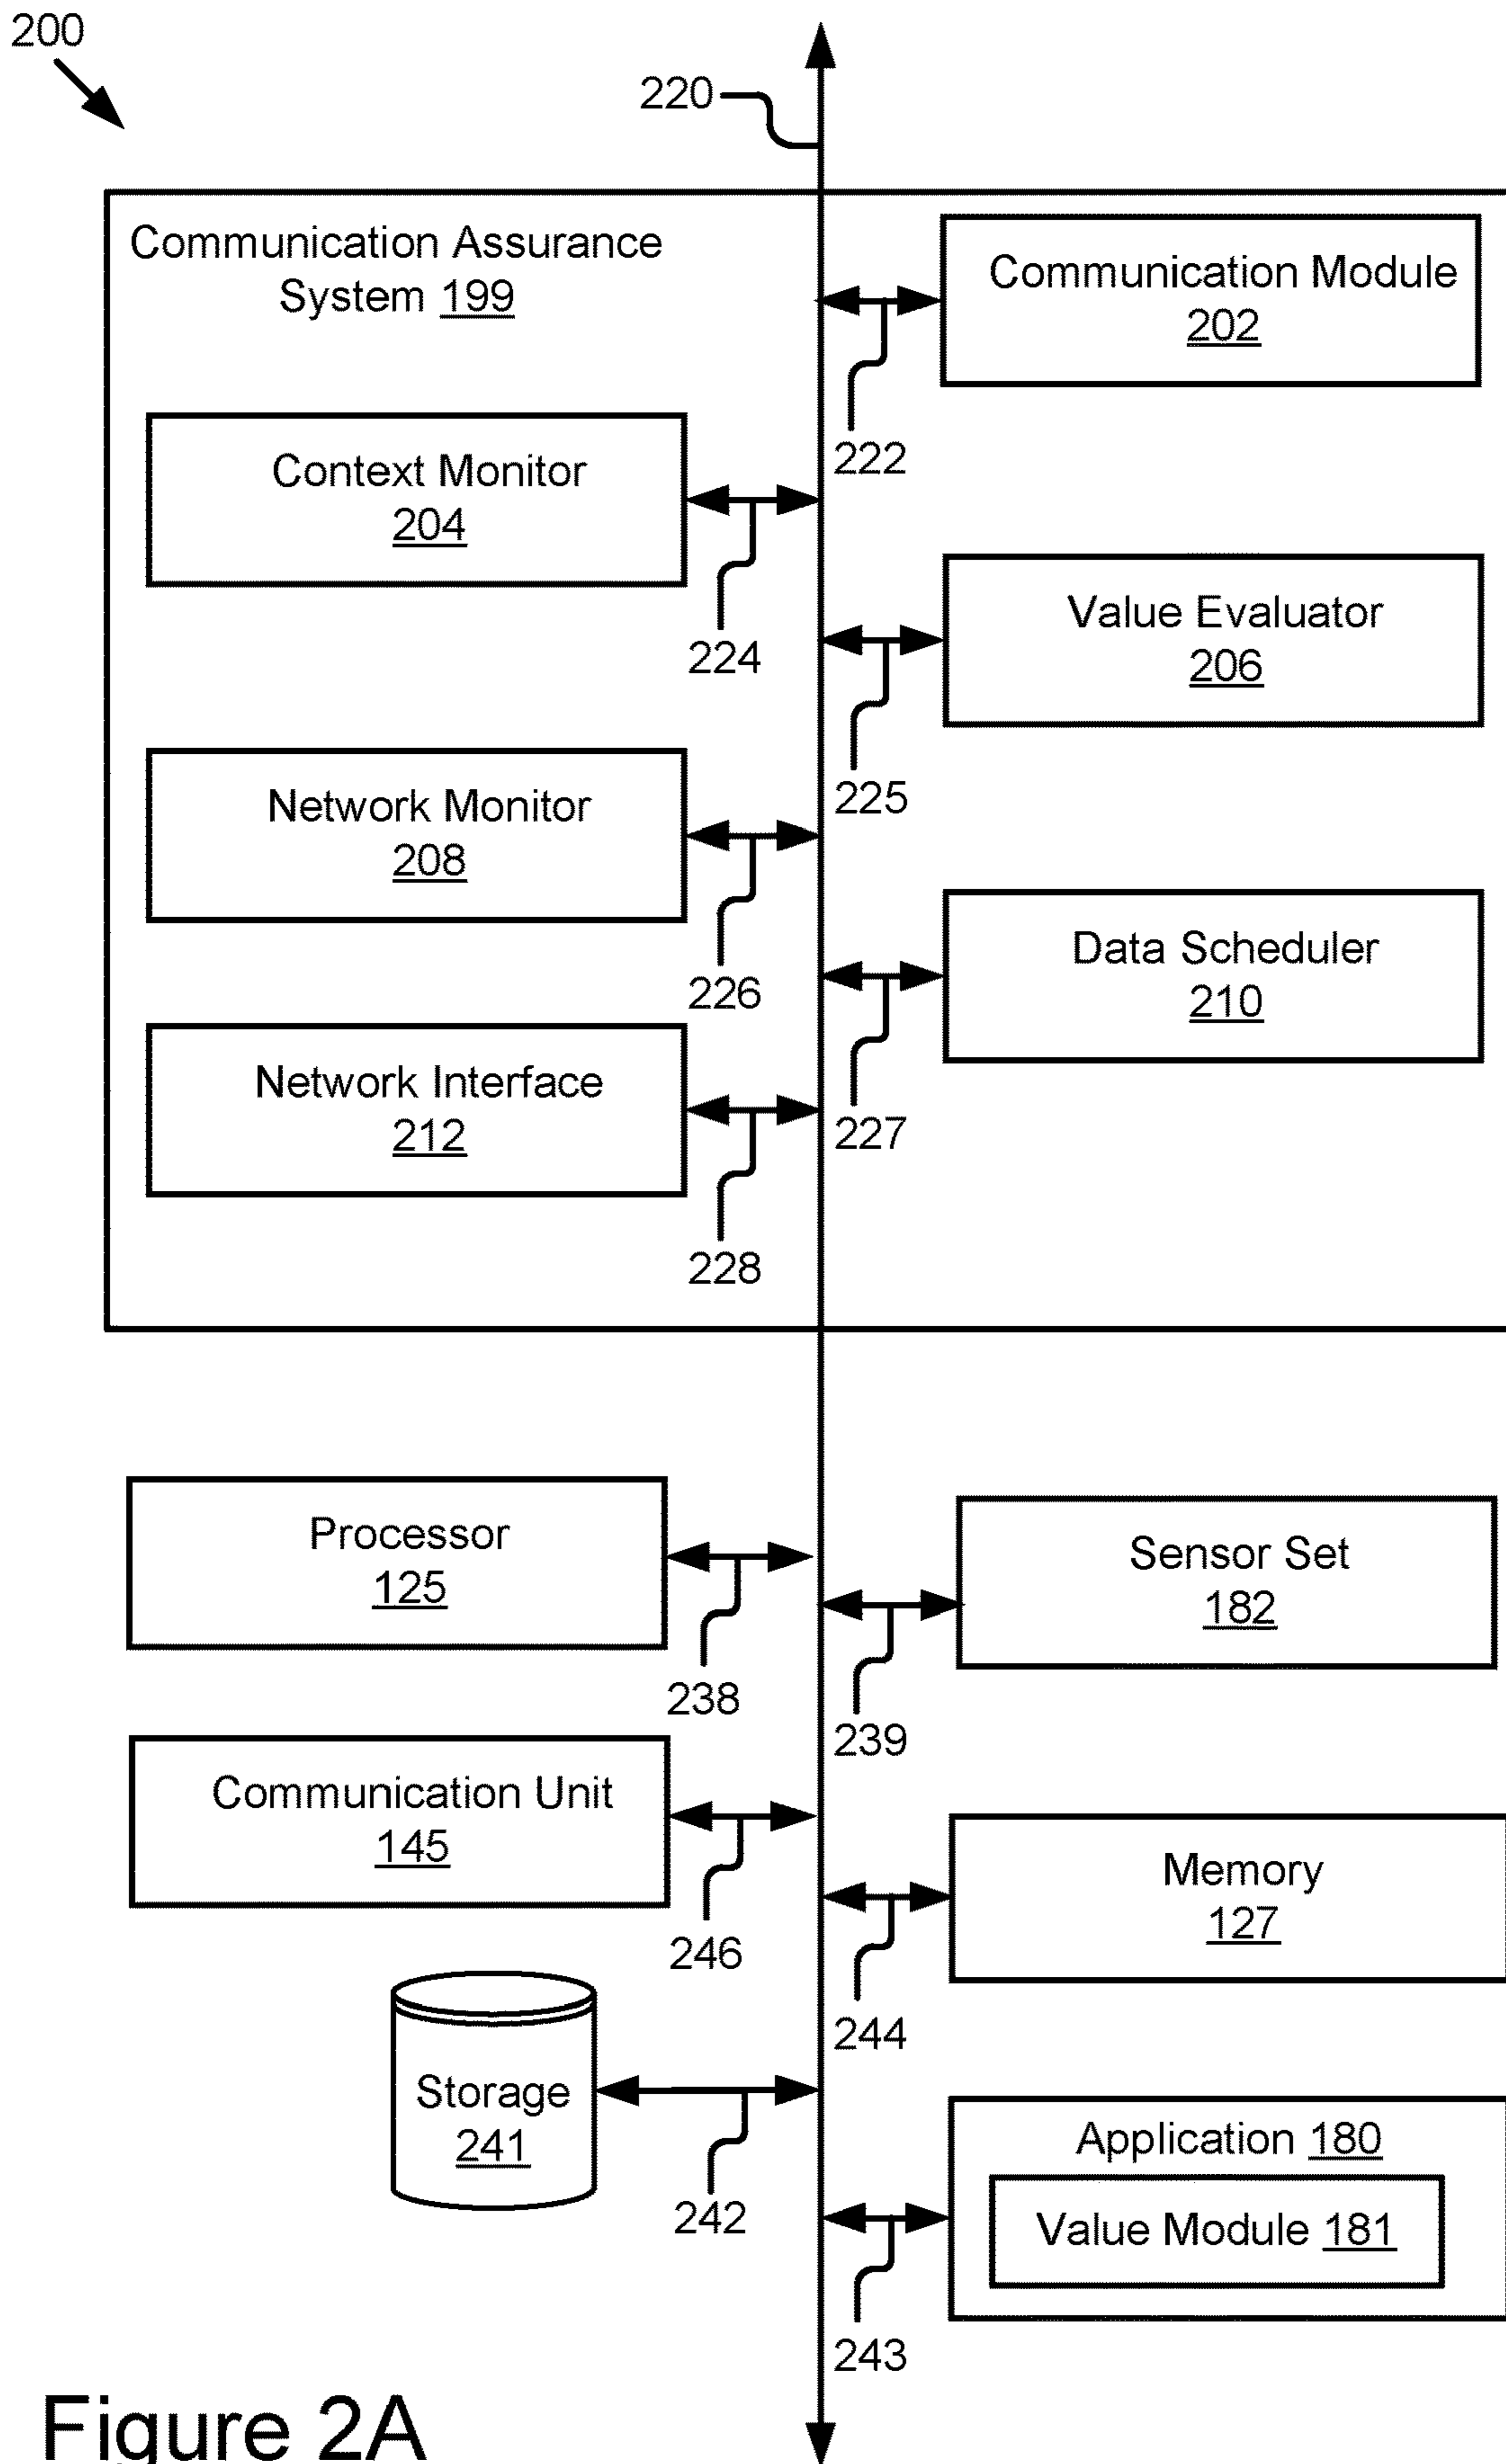 200
220
Communication Assurance
System 199
Communication Module
202
222
Context Monitor
204
224
Value Evaluator
206
225
Network Monitor
208
226
Data Scheduler
210
227
Network Interface
212
228
Processor
125
238
Sensor Set
182
239
Communication Unit
145
246
Memory
127
244
Storage
241
242
Application 180
Value Module 181
243
Figure 2A